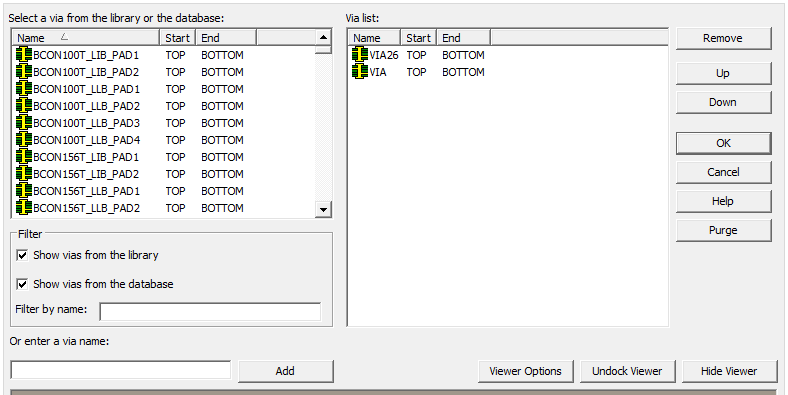 Select a via from the library or the database:
Name Start End
BCON100T_LIB_PAD1 TOP BOTTOM
BCON100T_LIB_PAD2 TOP BOTTOM
BCON100T_LLB_PAD1 TOP BOTTOM
BCON100T_LLB_PAD2 TOP BOTTOM
BCON100T_LLB_PAD3 TOP BOTTOM
BCON100T_LLB_PAD4 TOP BOTTOM
BCON156T_LIB_PAD1 TOP BOTTOM
BCON156T_LIB_PAD2 TOP BOTTOM
BCON156T_LLB_PAD1 TOP BOTTOM
BCON156T_LLB_PAD2 TOP BOTTOM
Filter
Show vias from the library
Show vias from the database
Filter by name:
Or enter a via name:
Add
Via list:
Name Start End
VIA26 TOP BOTTOM
VIA TOP BOTTOM
Remove
Up
Down
OK
Cancel
Help
Purge
Viewer Options
Undock Viewer
Hide Viewer